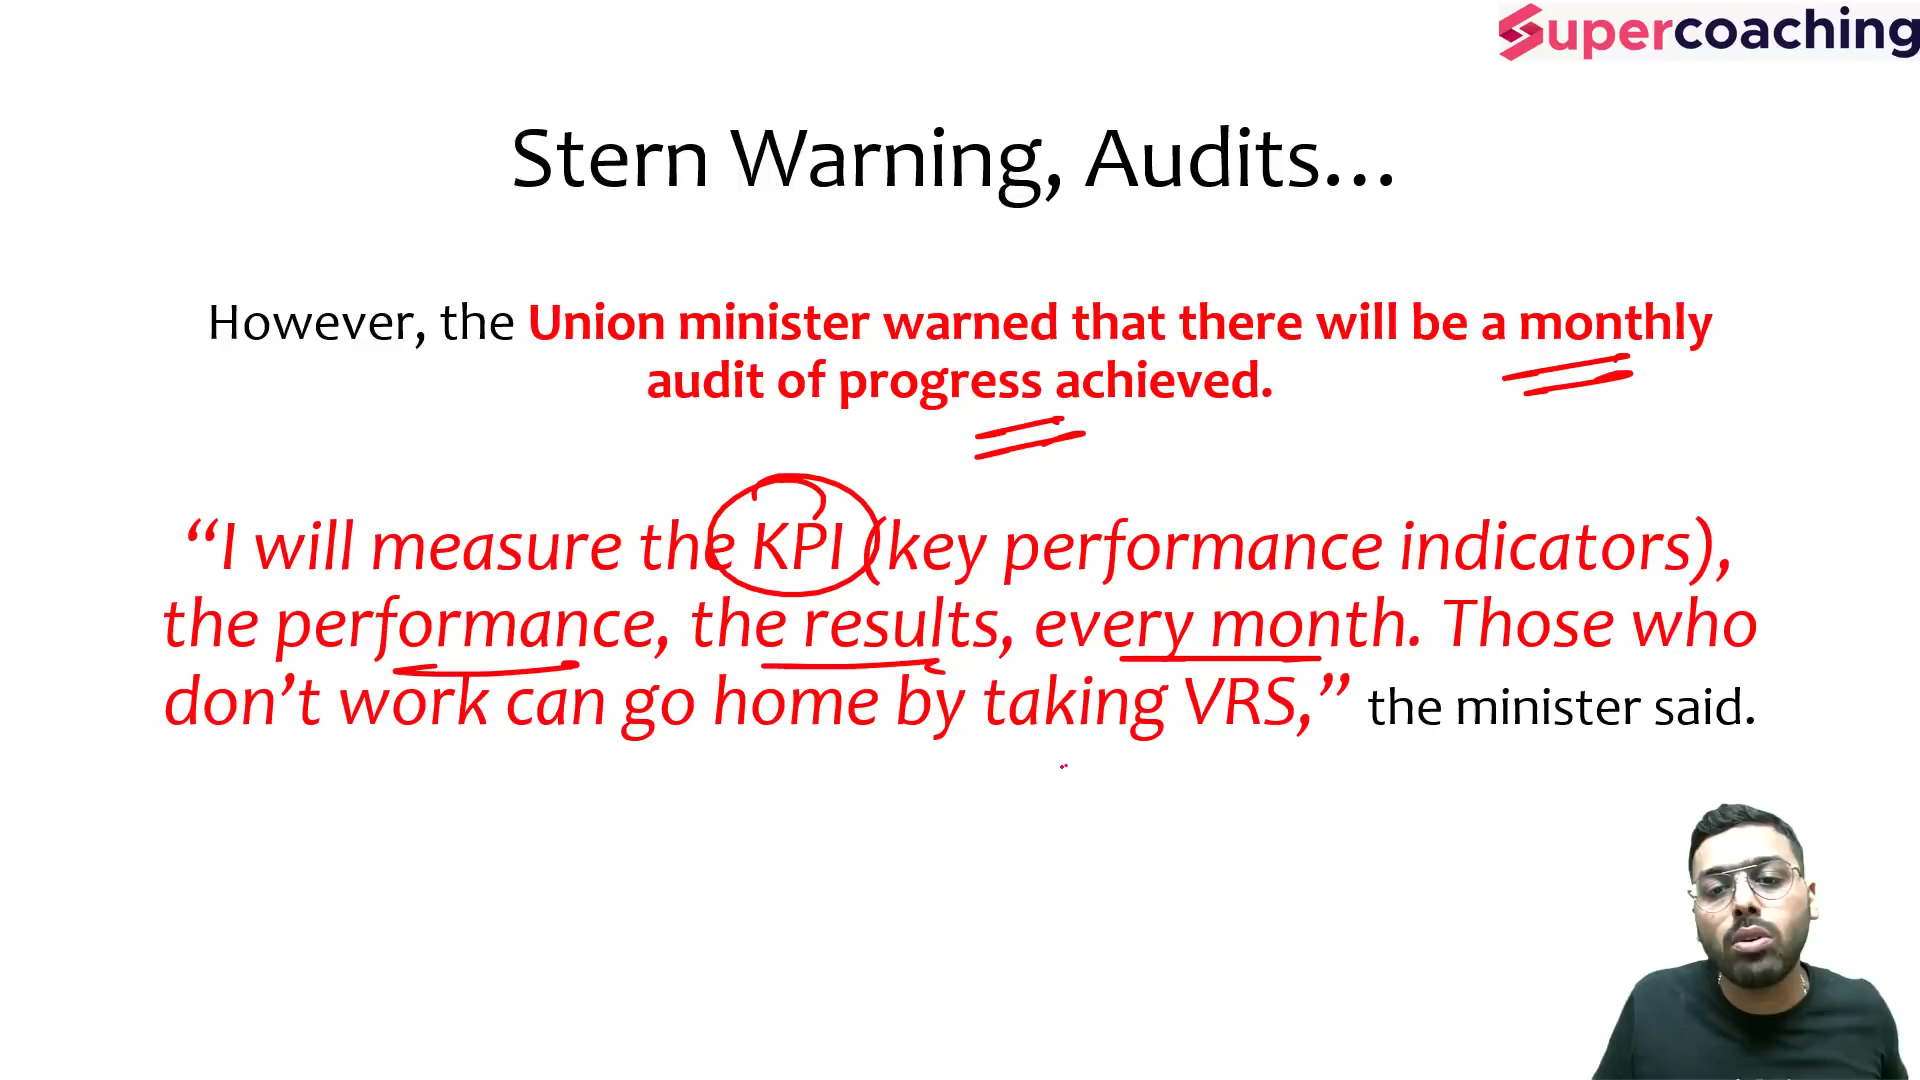 Supercoaching
Stern Warning, Audits...
However, the Union minister warned that there will be a monthly
audit of progress achieved.
“I will measure the KPI (key performance indicators),
the performance, the results, every month. Those who
don’t work can go home by taking VRS,” the minister said.